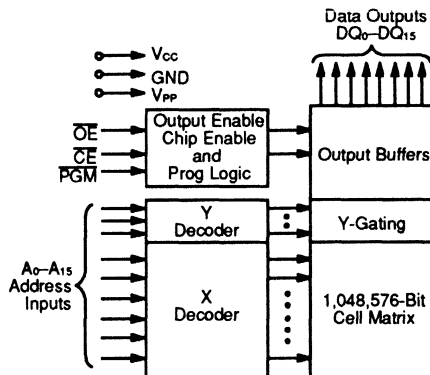 Data Outputs
DQ0–DQ15
VCC
GND
VPP
OE
CE
PGM
Output Enable
Chip Enable
and
Prog Logic
Output Buffers
Y
Decoder
Y-Gating
A0–A15
Address
Inputs
X
Decoder
1,048,576-Bit
Cell Matrix